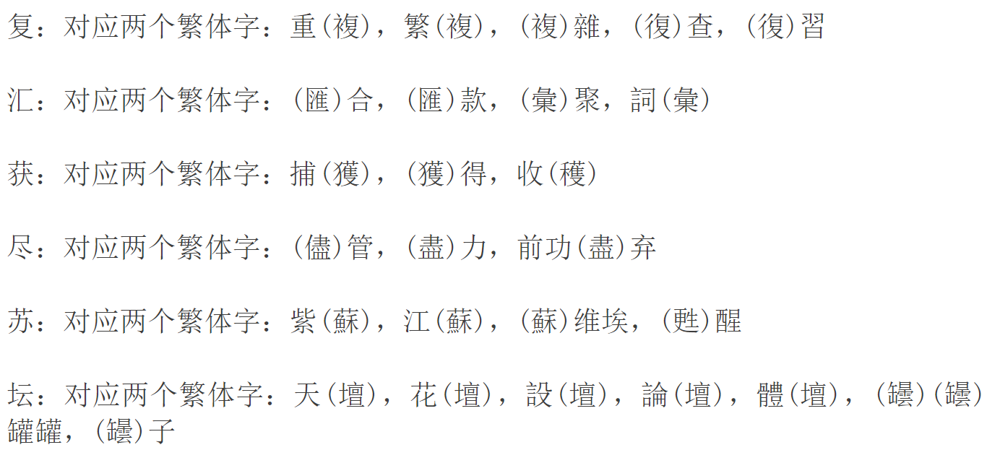 复：对应两个繁体字：重(複)，繁(複)，(複)雜，(復)查，(復)習
汇：对应两个繁体字：(匯)合，(匯)款，(彙)聚，詞(彙)
获：对应两个繁体字：捕(獲)，(獲)得，收(穫)
尽：对应两个繁体字：(儘)管，(盡)力，前功(盡)弃
苏：对应两个繁体字：紫(蘇)，江(蘇)，(蘇)维埃，(甦)醒
坛：对应两个繁体字：天(壇)，花(壇)，設(壇)，論(壇)，體(壇)，(罎)(罎)
罐罐，(罎)子